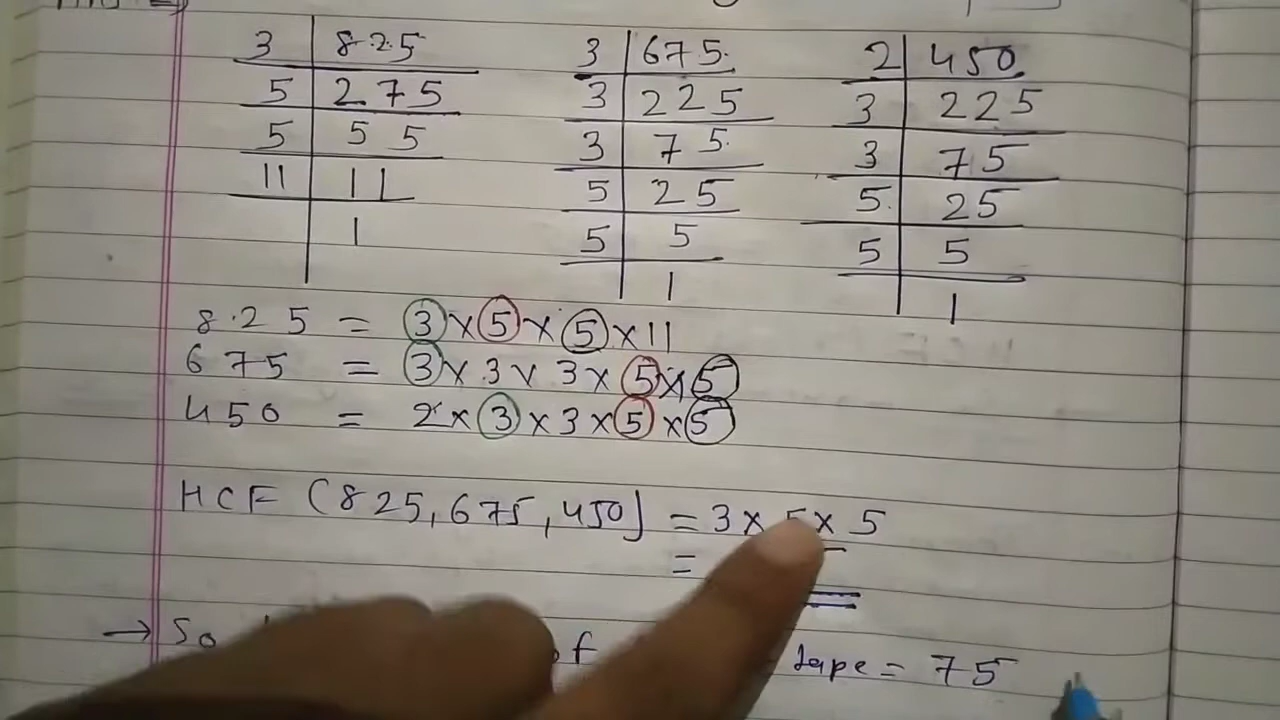 3 | 825   3 | 675   2 | 450
5 | 275   3 | 225   3 | 225
5 | 55   3 | 75   3 | 75
11 | 11   5 | 25   5 | 25
1   5 | 5   5 | 5
1   1
825 = 3 × 5 × 5 × 11
675 = 3 × 3 × 3 × 5 × 5
450 = 2 × 3 × 3 × 5 × 5
HCF (825, 675, 450) = 3 × 5 × 5
=
→ So of tape = 75